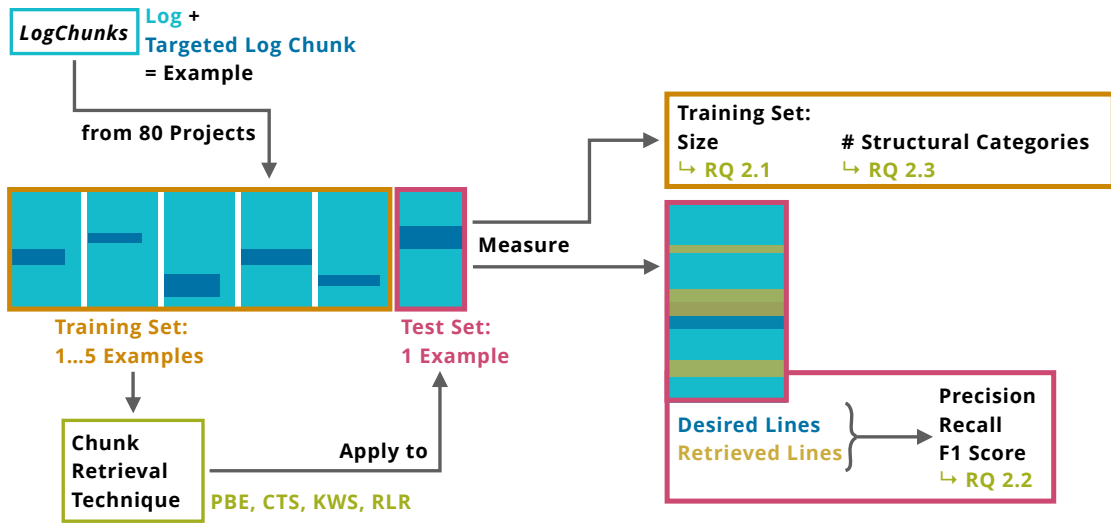 LogChunks
Log +
Targeted Log Chunk
= Example
from 80 Projects
Training Set:
1...5 Examples
Test Set:
1 Example
Chunk
Retrieval
Technique
Apply to
PBE, CTS, KWS, RLR
Measure
Training Set:
Size
↳ RQ 2.1
# Structural Categories
↳ RQ 2.3
Desired Lines
Retrieved Lines
Precision
Recall
F1 Score
↳ RQ 2.2